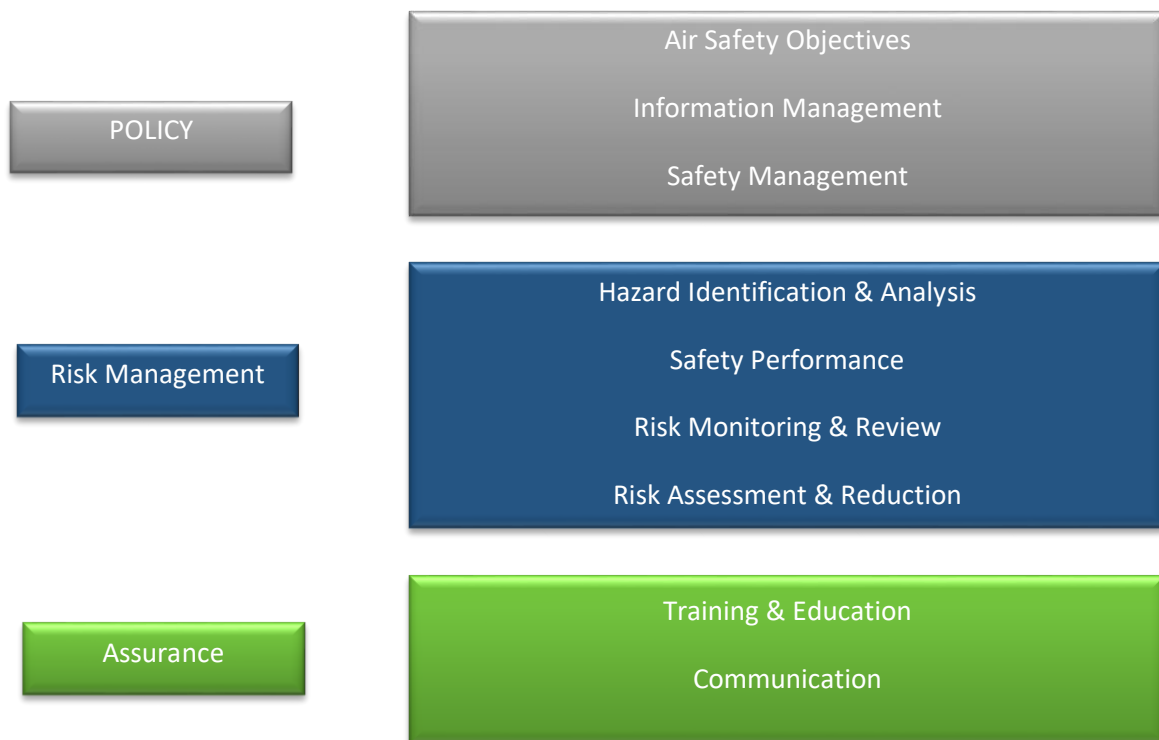 POLICY
Air Safety Objectives
Information Management
Safety Management
Risk Management
Hazard Identification & Analysis
Safety Performance
Risk Monitoring & Review
Risk Assessment & Reduction
Assurance
Training & Education
Communication